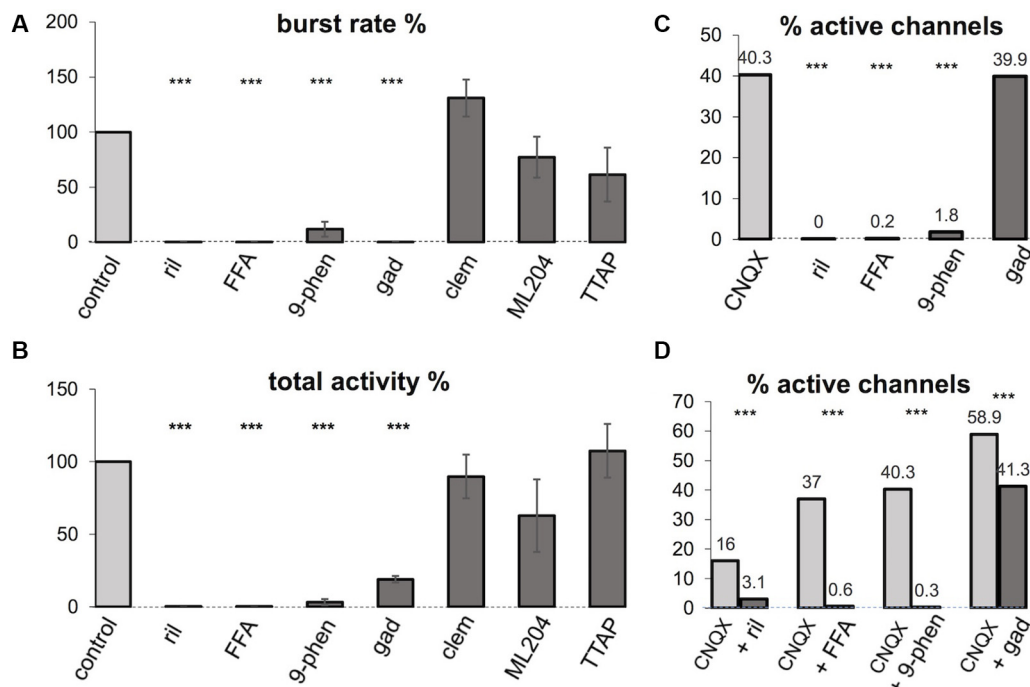 A
burst rate %
200
150
100
50
0
*** *** *** ***
control ril FFA 9-phen gad clem ML204 TTAP
B
total activity %
150
100
50
0
*** *** *** ***
control ril FFA 9-phen gad clem ML204 TTAP
C
% active channels
50
40
30
20
10
0
40.3 *** *** *** 39.9
0 0.2 1.8
CNQX ril FFA 9-phen gad
D
% active channels
70
60
50
40
30
20
10
0
*** *** *** ***
16 3.1 37 0.6 40.3 0.3 58.9 41.3
CNQX + ril CNQX + FFA CNQX + 9-phen CNQX + gad